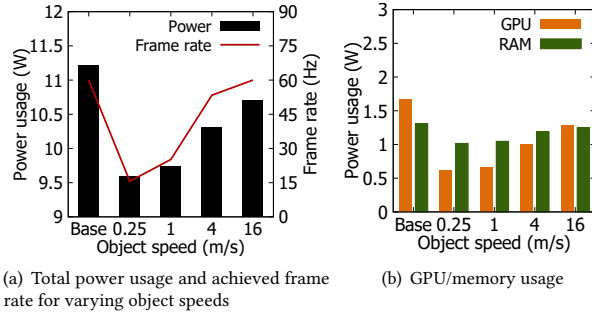 12
11.5
11
10.5
10
9.5
9
Power usage (W)
Power
Frame rate
90
75
60
45
30
15
0
Frame rate (Hz)
Base 0.25 1 4 16
Object speed (m/s)
(a) Total power usage and achieved frame
rate for varying object speeds
3
2.5
2
1.5
1
0.5
0
Power usage (W)
GPU
RAM
Base 0.25 1 4 16
Object speed (m/s)
(b) GPU/memory usage